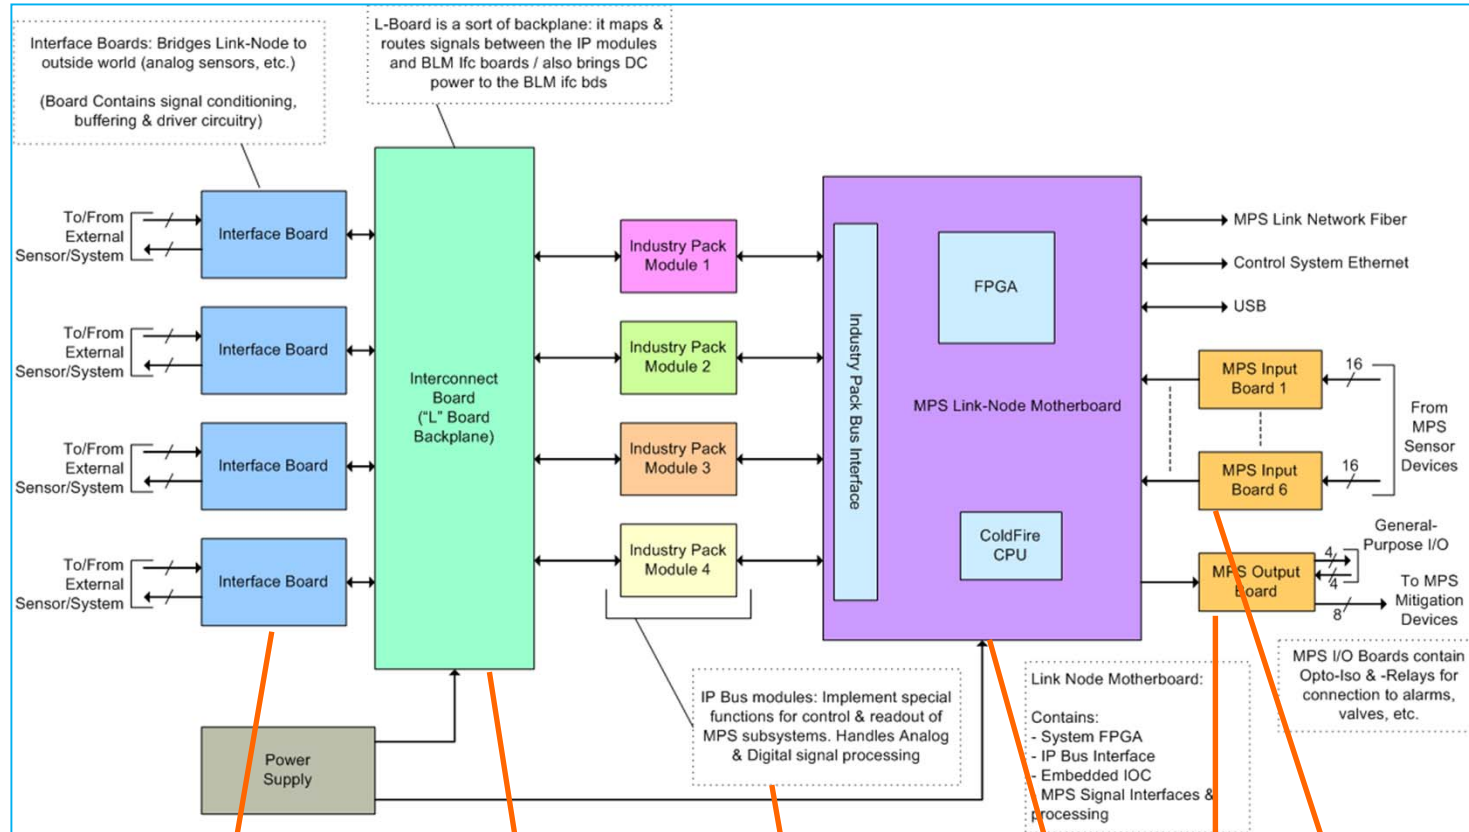 Interface Boards: Bridges Link-Node to
outside world (analog sensors, etc.)
(Board Contains signal conditioning,
buffering & driver circuitry)
L-Board is a sort of backplane: it maps &
routes signals between the IP modules
and BLM Ifc boards / also brings DC
power to the BLM ifc bds
To/From
External
Sensor/System
Interface Board
To/From
External
Sensor/System
Interface Board
To/From
External
Sensor/System
Interface Board
To/From
External
Sensor/System
Interface Board
Interconnect
Board
("L" Board
Backplane)
Industry Pack
Module 1
Industry Pack
Module 2
Industry Pack
Module 3
Industry Pack
Module 4
Industry Pack Bus Interface
FPGA
MPS Link-Node Motherboard
ColdFire
CPU
MPS Link Network Fiber
Control System Ethernet
USB
MPS Input
Board 1
16
MPS Input
Board 6
16
From
MPS
Sensor
Devices
MPS Output
Board
4
4
8
General-
Purpose I/O
To MPS
Mitigation
Devices
Power
Supply
IP Bus modules: Implement special
functions for control & readout of
MPS subsystems. Handles Analog
& Digital signal processing
Link Node Motherboard:
Contains:
- System FPGA
- IP Bus Interface
- Embedded IOC
MPS Signal Interfaces &
processing
MPS I/O Boards contain
Opto-Iso & -Relays for
connection to alarms,
valves, etc.